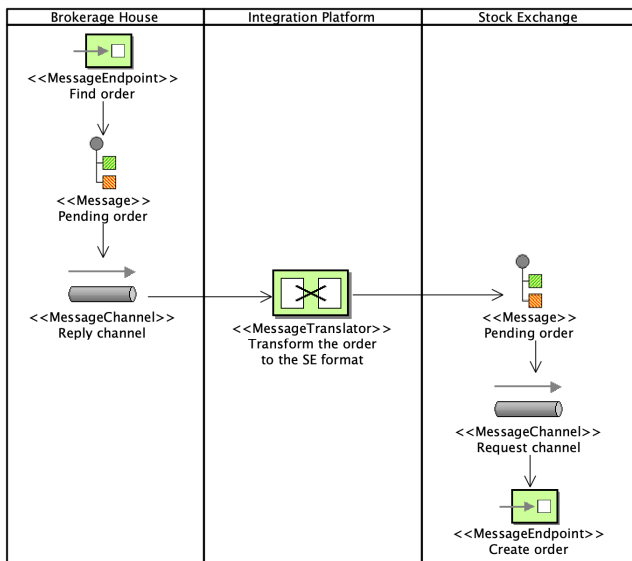 Brokerage House
Integration Platform
Stock Exchange
<<MessageEndpoint>>
Find order
<<Message>>
Pending order
<<MessageChannel>>
Reply channel
<<MessageTranslator>>
Transform the order
to the SE format
<<Message>>
Pending order
<<MessageChannel>>
Request channel
<<MessageEndpoint>>
Create order